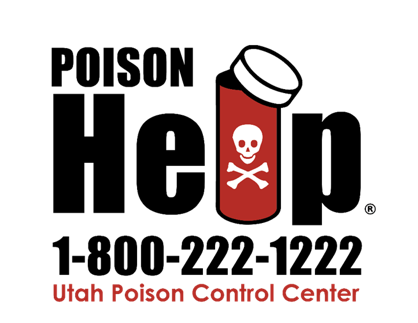 POISON
Help®
1-800-222-1222
Utah Poison Control Center